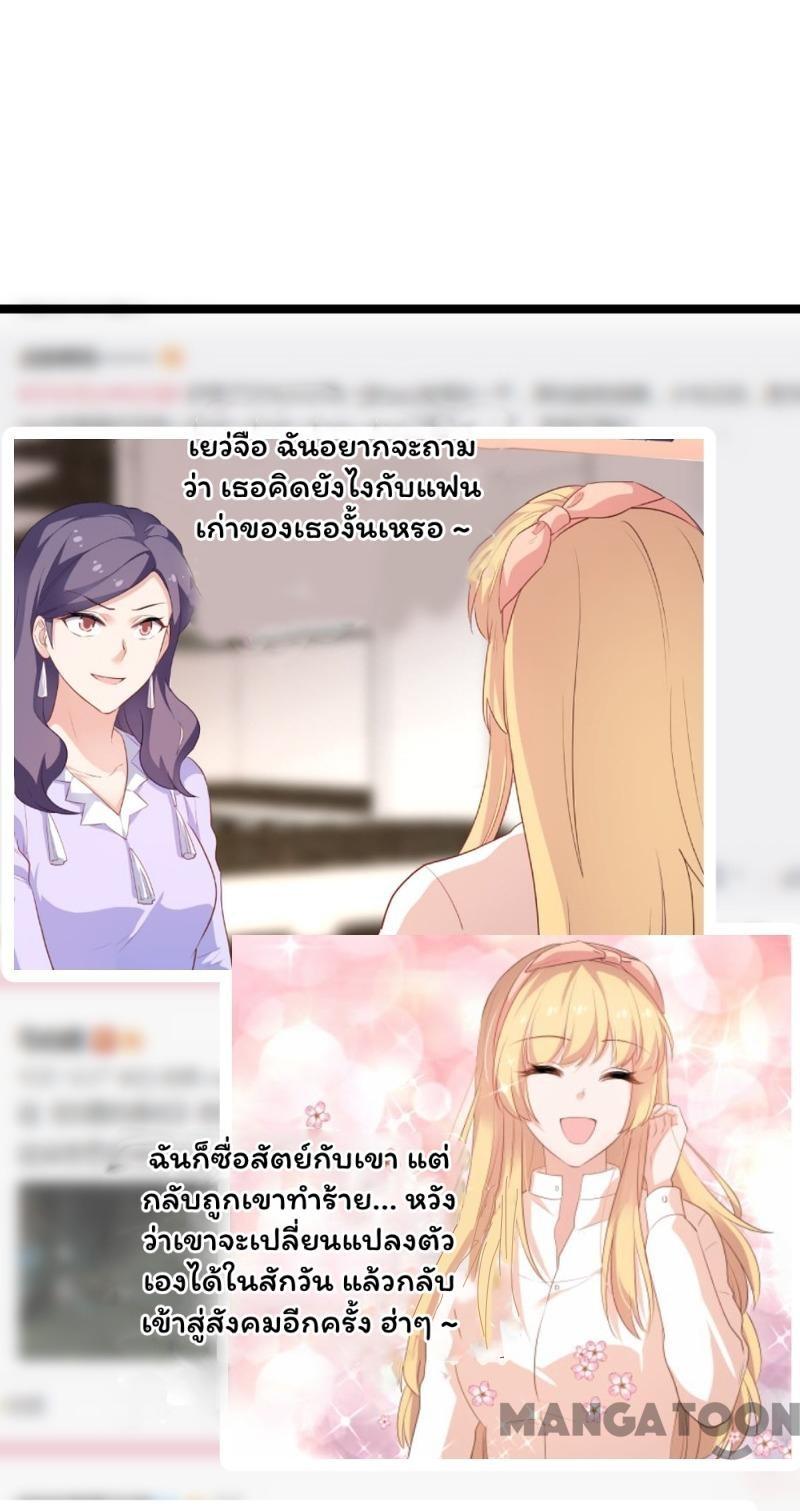 เยว่จือ ฉันอยากจะถาม
ว่า เธอคิดยังไงกับแฟน
เก่าของเธองั้นเหรอ ~
ฉันก็ซื่อสัตย์กับเขา แต่
กลับถูกเขาทำร้าย... หวัง
ว่าเขาจะเปลี่ยนแปลงตัว
เองได้ในสักวัน แล้วกลับ
เข้าสู่สังคมอีกครั้ง ฮ่าๆ ~
MANGATOON